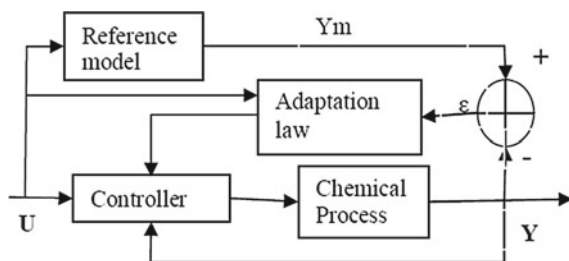 Reference
model
Ym
+
Adaptation
law
ε
-
Controller
Chemical
Process
U
Y